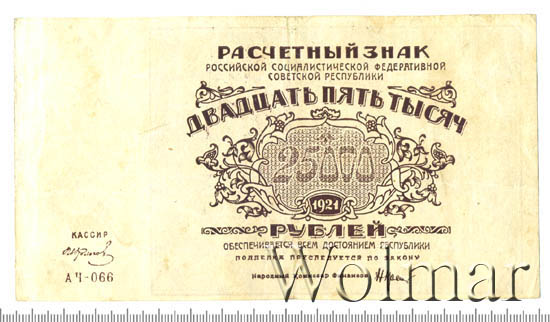 РАСЧЕТНЫЙ ЗНАК
РОССИЙСКОЙ СОЦИАЛИСТИЧЕСКОЙ ФЕДЕРАТИВНОЙ
СОВЕТСКОЙ РЕСПУБЛИКИ
ДВАДЦАТЬ ПЯТЬ ТЫСЯЧ
25000
1921
РУБЛЕЙ
ОБЕСПЕЧИВАЕТСЯ ВСЕМ ДОСТОЯНИЕМ РЕСПУБЛИКИ
ПОДДЕЛКА ПРЕСЛЕДУЕТСЯ ПО ЗАКОНУ
Народный Комиссар Финансов
КАССИР
АЧ-066
Wolmar